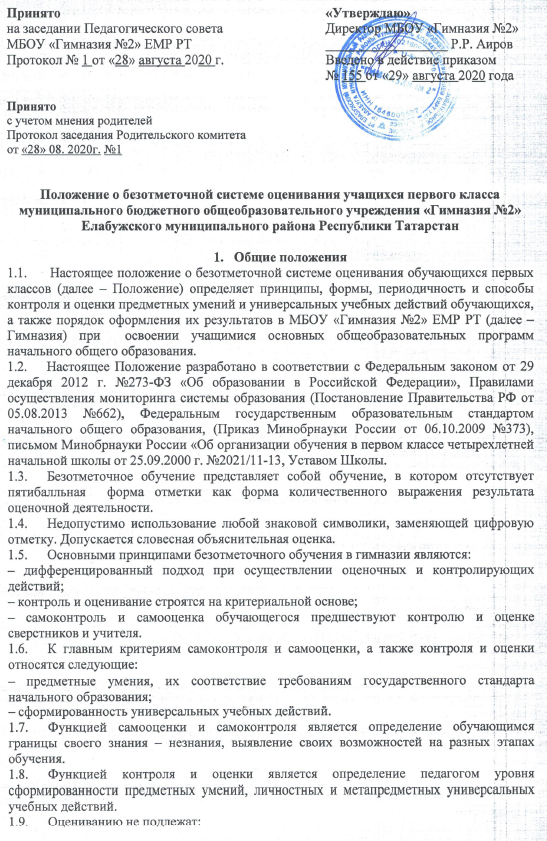 Принято
на заседании Педагогического совета
МБОУ «Гимназия №2» ЕМР РТ
Протокол № 1 от «28» августа 2020 г.
«Утверждаю»
Директор МБОУ «Гимназия №2»
Р.Р. Аиров
Введено в действие приказом
№ 155 от «29» августа 2020 года
Принято
с учетом мнения родителей
Протокол заседания Родительского комитета
от «28» 08. 2020г. №1
Положение о безотметочной системе оценивания учащихся первого класса
муниципального бюджетного общеобразовательного учреждения «Гимназия №2»
Елабужского муниципального района Республики Татарстан
1. Общие положения
1.1. Настоящее положение о безотметочной системе оценивания обучающихся первых
классов (далее – Положение) определяет принципы, формы, периодичность и способы
контроля и оценки предметных умений и универсальных учебных действий обучающихся,
а также порядок оформления их результатов в МБОУ «Гимназия №2» ЕМР РТ (далее –
Гимназия) при освоении учащимися основных общеобразовательных программ
начального общего образования.
1.2. Настоящее Положение разработано в соответствии с Федеральным законом от 29
декабря 2012 г. №273-ФЗ «Об образовании в Российской Федерации», Правилами
осуществления мониторинга системы образования (Постановление Правительства РФ от
05.08.2013 №662), Федеральным государственным образовательным стандартом
начального общего образования, (Приказ Минобрнауки России от 06.10.2009 №373),
письмом Минобрнауки России «Об организации обучения в первом классе четырехлетней
начальной школы от 25.09.2000 г. №2021/11-13, Уставом Школы.
1.3. Безотметочное обучение представляет собой обучение, в котором отсутствует
пятибалльная форма отметки как форма количественного выражения результата
оценочной деятельности.
1.4. Недопустимо использование любой знаковой символики, заменяющей цифровую
отметку. Допускается словесная объяснительная оценка.
1.5. Основными принципами безотметочного обучения в гимназии являются:
– дифференцированный подход при осуществлении оценочных и контролирующих
действий;
– контроль и оценивание строятся на критериальной основе;
– самоконтроль и самооценка обучающегося предшествуют контролю и оценке
сверстников и учителя.
1.6. К главным критериям самоконтроля и самооценки, а также контроля и оценки
относятся следующие:
– предметные умения, их соответствие требованиям государственного стандарта
начального образования;
– сформированность универсальных учебных действий.
1.7. Функцией самооценки и самоконтроля является определение обучающимся
границы своего знания – незнания, выявление своих возможностей на разных этапах
обучения.
1.8. Функцией контроля и оценки является определение педагогом уровня
сформированности предметных умений, личностных и метапредметных универсальных
учебных действий.
1.9. Оцениванию не подлежат: